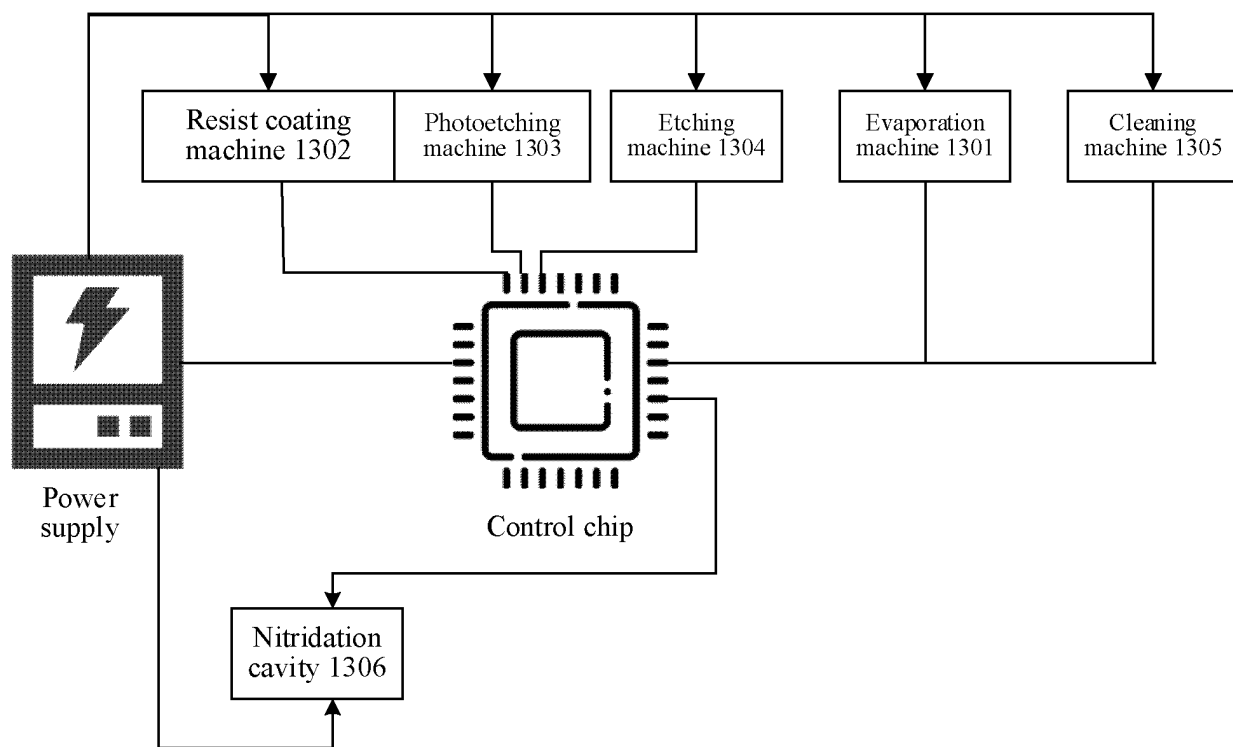 Resist coating
machine 1302
Photoetching
machine 1303
Etching
machine 1304
Evaporation
machine 1301
Cleaning
machine 1305
Power
supply
Control chip
Nitridation
cavity 1306